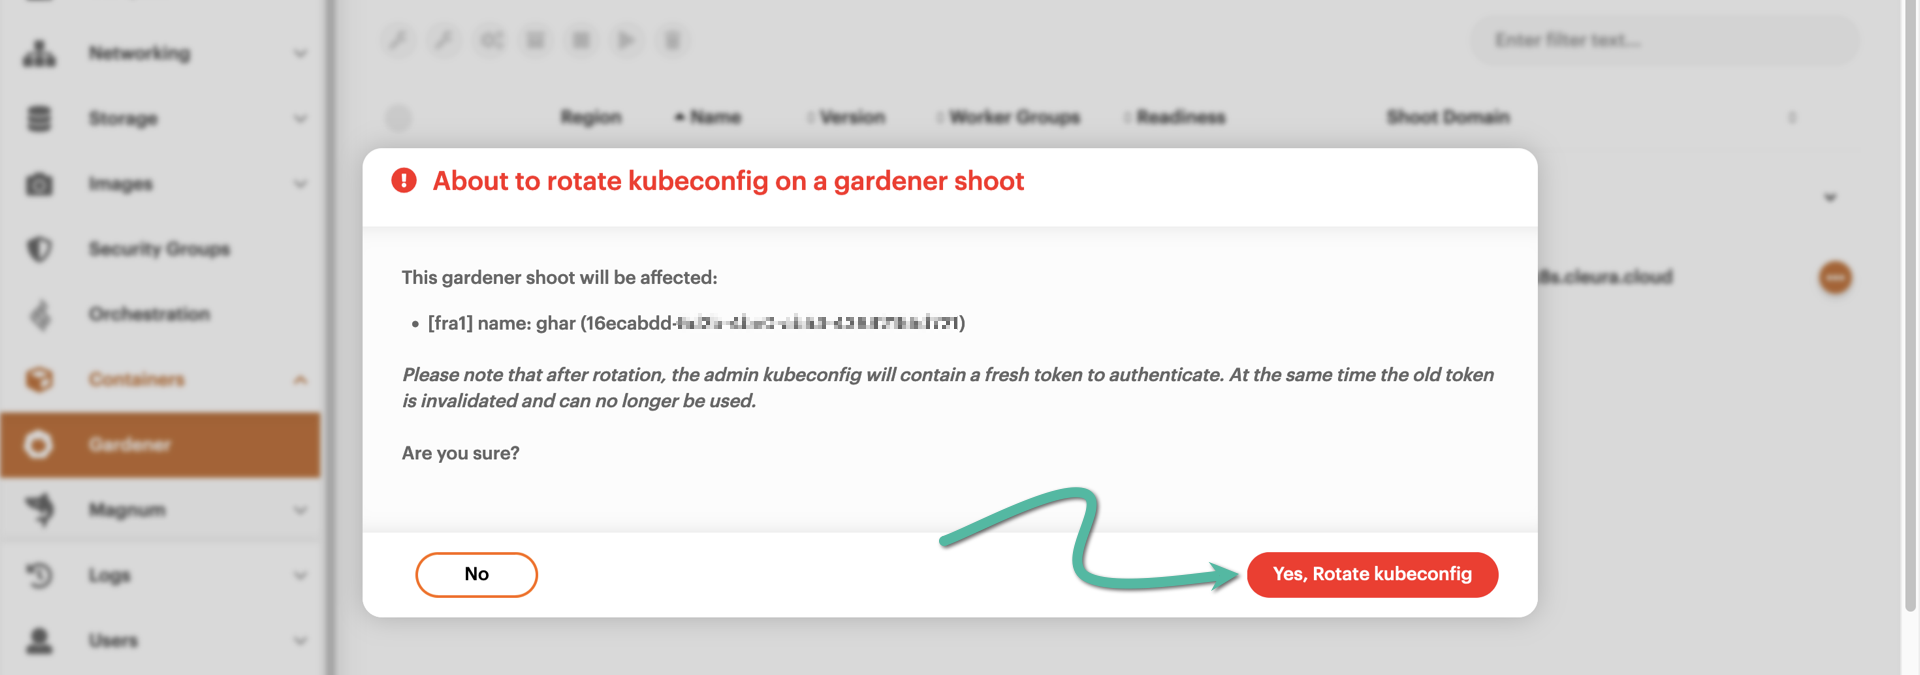 Networking
Storage
Images
Security Groups
Orchestration
Containers
Gardener
Magnum
Logs
Users
Enter filter text...
Region Name Version Worker Groups Readiness Shoot Domain
About to rotate kubeconfig on a gardener shoot
This gardener shoot will be affected:
• [fra1] name: ghar (16ecabdd-
k8s.cleura.cloud
Please note that after rotation, the admin kubeconfig will contain a fresh token to authenticate. At the same time the old token
is invalidated and can no longer be used.
Are you sure?
No
Yes, Rotate kubeconfig